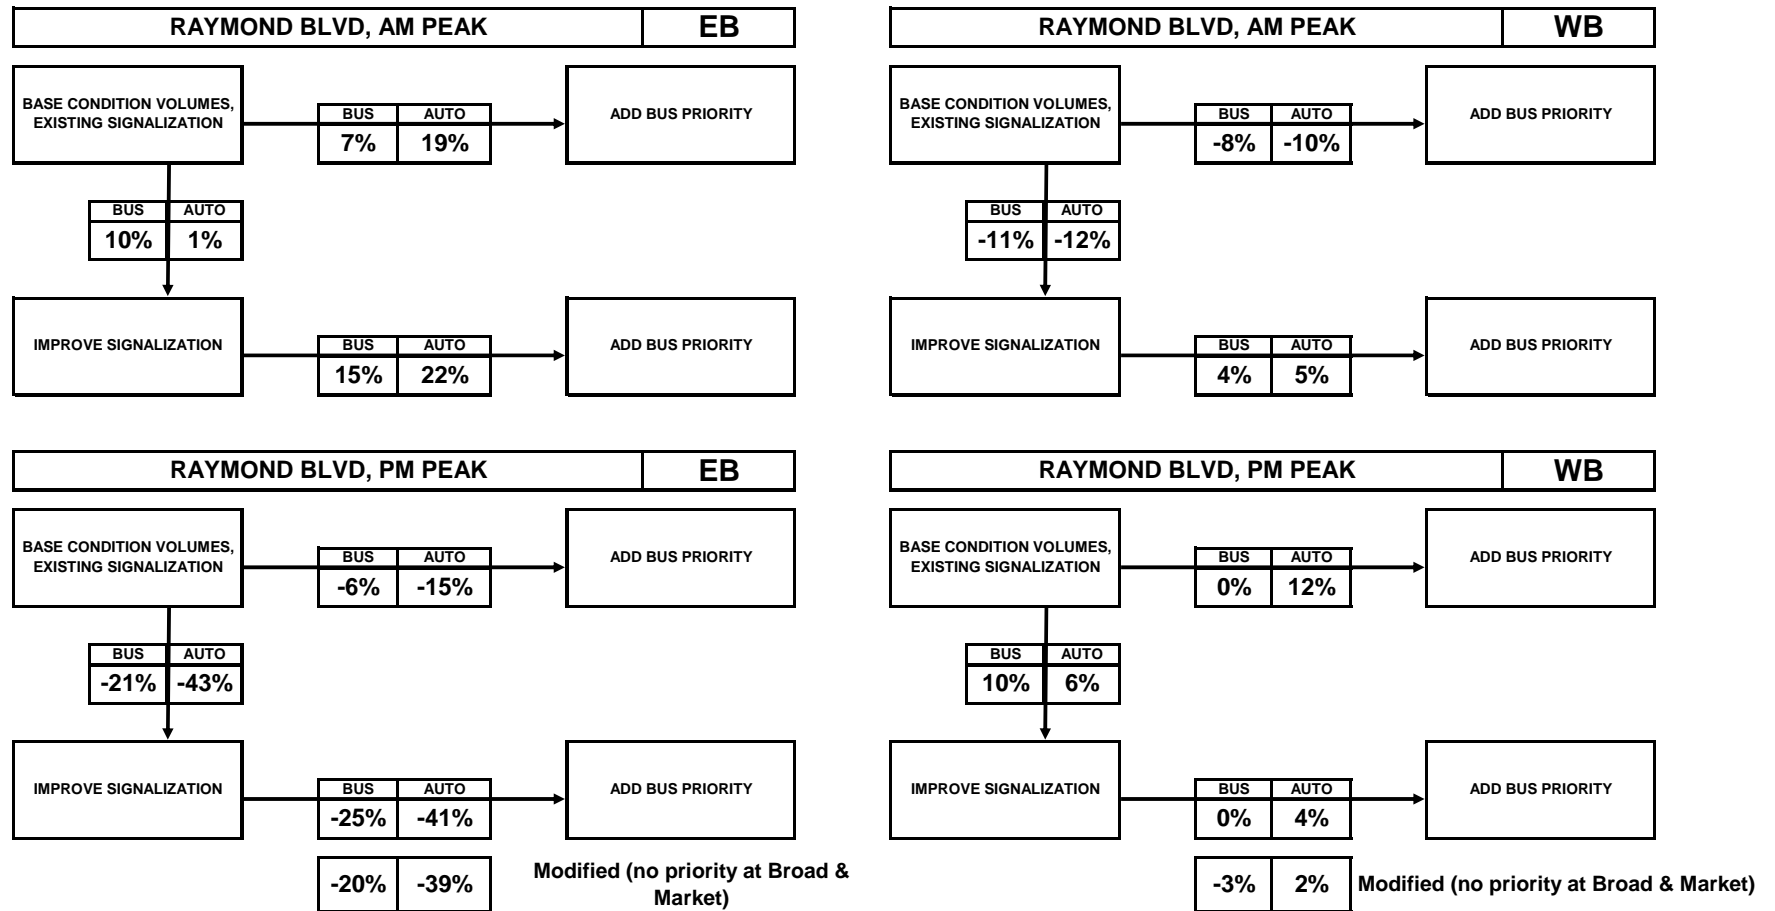 RAYMOND BLVD, AM PEAK EB
BASE CONDITION VOLUMES,
EXISTING SIGNALIZATION
BUS AUTO
7% 19%
ADD BUS PRIORITY
BUS AUTO
10% 1%
IMPROVE SIGNALIZATION
BUS AUTO
15% 22%
ADD BUS PRIORITY
RAYMOND BLVD, AM PEAK WB
BASE CONDITION VOLUMES,
EXISTING SIGNALIZATION
BUS AUTO
-8% -10%
ADD BUS PRIORITY
BUS AUTO
-11% -12%
IMPROVE SIGNALIZATION
BUS AUTO
4% 5%
ADD BUS PRIORITY
RAYMOND BLVD, PM PEAK EB
BASE CONDITION VOLUMES,
EXISTING SIGNALIZATION
BUS AUTO
-6% -15%
ADD BUS PRIORITY
BUS AUTO
-21% -43%
IMPROVE SIGNALIZATION
BUS AUTO
-25% -41%
ADD BUS PRIORITY
-20% -39%
Modified (no priority at Broad &
Market)
RAYMOND BLVD, PM PEAK WB
BASE CONDITION VOLUMES,
EXISTING SIGNALIZATION
BUS AUTO
0% 12%
ADD BUS PRIORITY
BUS AUTO
10% 6%
IMPROVE SIGNALIZATION
BUS AUTO
0% 4%
ADD BUS PRIORITY
-3% 2%
Modified (no priority at Broad & Market)